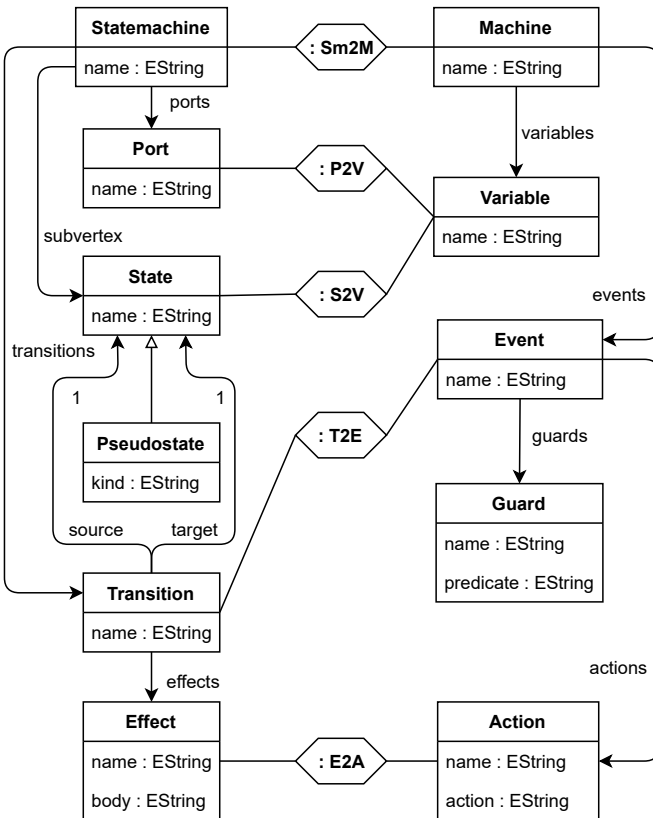 Statemachine
name : EString
: Sm2M
Machine
name : EString
ports
variables
Port
name : EString
: P2V
Variable
name : EString
subvertex
State
name : EString
: S2V
events
transitions
1
1
Event
name : EString
Pseudostate
kind : EString
: T2E
guards
source
target
Guard
name : EString
predicate : EString
Transition
name : EString
effects
actions
Effect
name : EString
body : EString
: E2A
Action
name : EString
action : EString